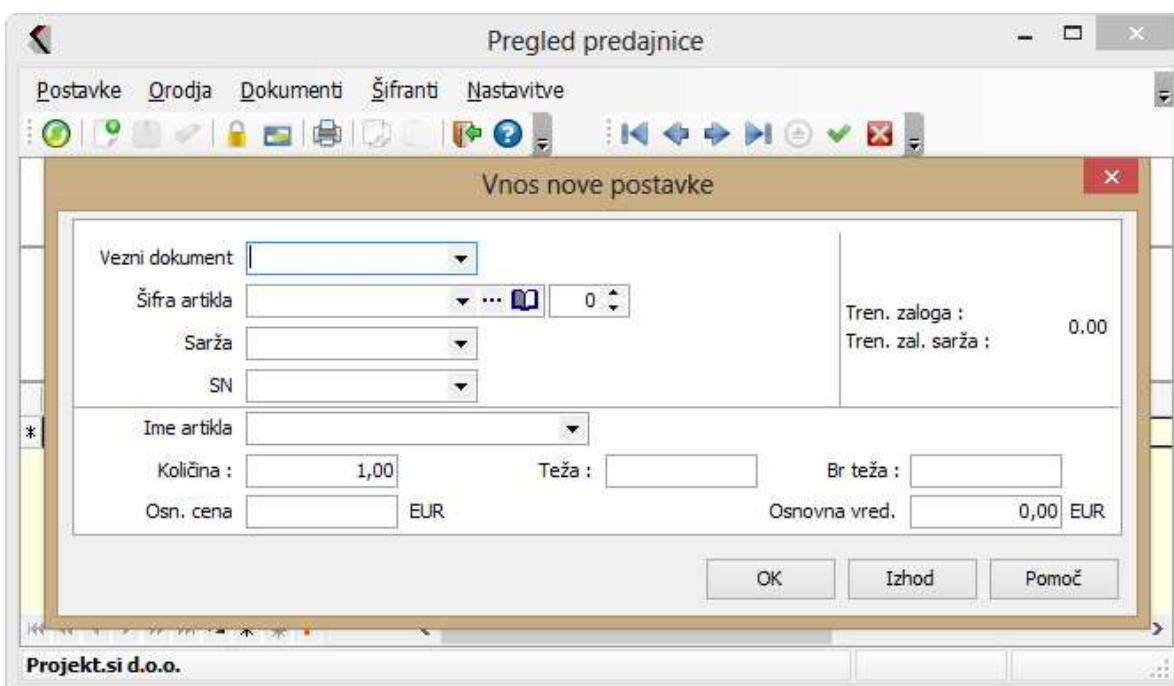 Pregled predajnice
Postavke Orodja Dokumenti Šifranti Nastavitve
Vnos nove postavke
Vezni dokument
Šifra artikla 0
Sarža
SN
Tren. zaloga :
Tren. zal. sarža :
0.00
Ime artikla
Količina : 1,00 Teža : Br teža :
Osn. cena EUR Osnovna vred. 0,00 EUR
OK Izhod Pomoč
Projekt.si d.o.o.